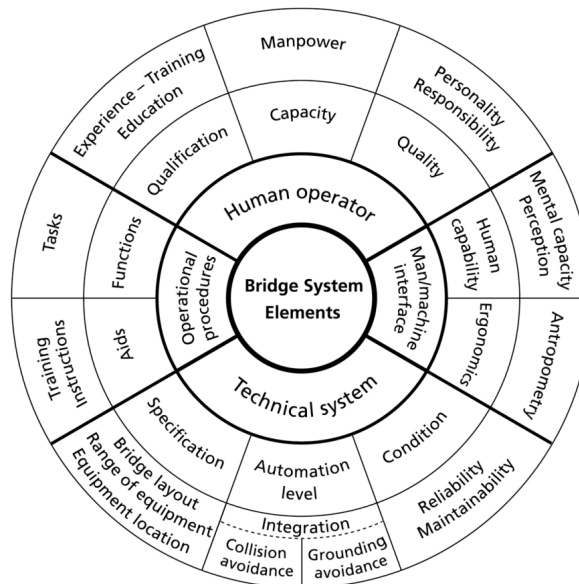 Manpower
Experience – Training
Education
Personality
Responsibility
Capacity
Qualification
Quality
Human operator
Mental capacity
Perception
Human
capability
Tasks
Functions
Operational
procedures
Bridge System
Elements
Man/machine
interface
Ergonomics
Antropometry
Aids
Training
Instructions
Technical system
Specification
Automation
level
Condition
Bridge layout
Range of equipment
Equipment location
Reliability
Maintainability
Integration
Collision
avoidance
Grounding
avoidance